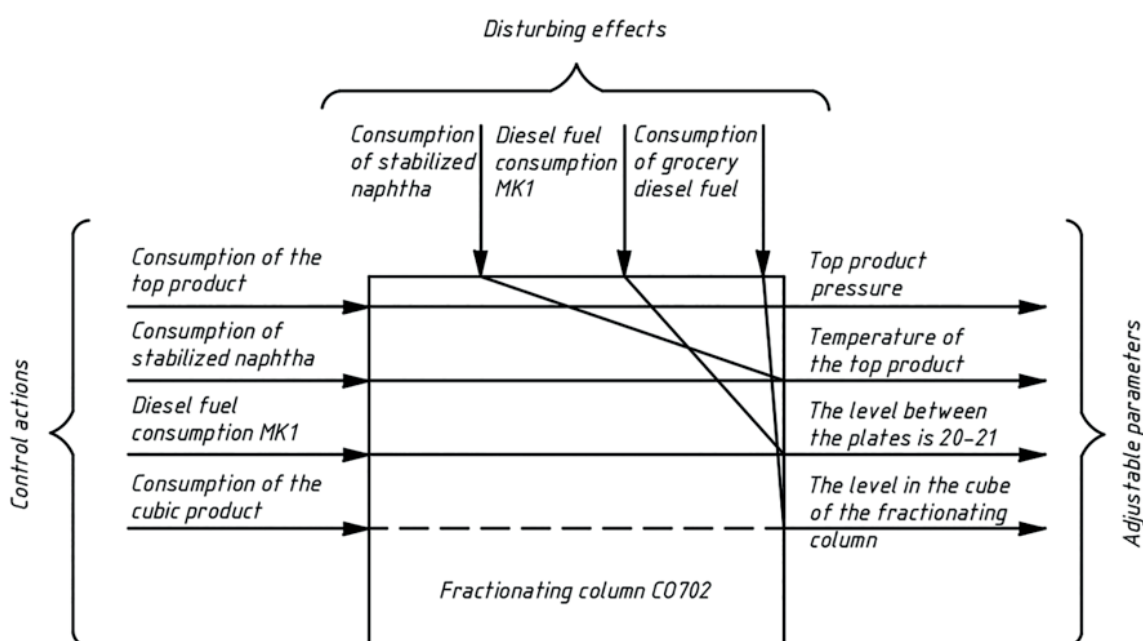 Disturbing effects
Consumption
of stabilized
naphtha
Diesel fuel
consumption
MK1
Consumption
of grocery
diesel fuel
Control actions
Consumption of the
top product
Consumption of
stabilized naphtha
Diesel fuel
consumption MK1
Consumption of the
cubic product
Top product
pressure
Temperature of
the top product
The level between
the plates is 20-21
The level in the cube
of the fractionating
column
Adjustable parameters
Fractionating column CO702